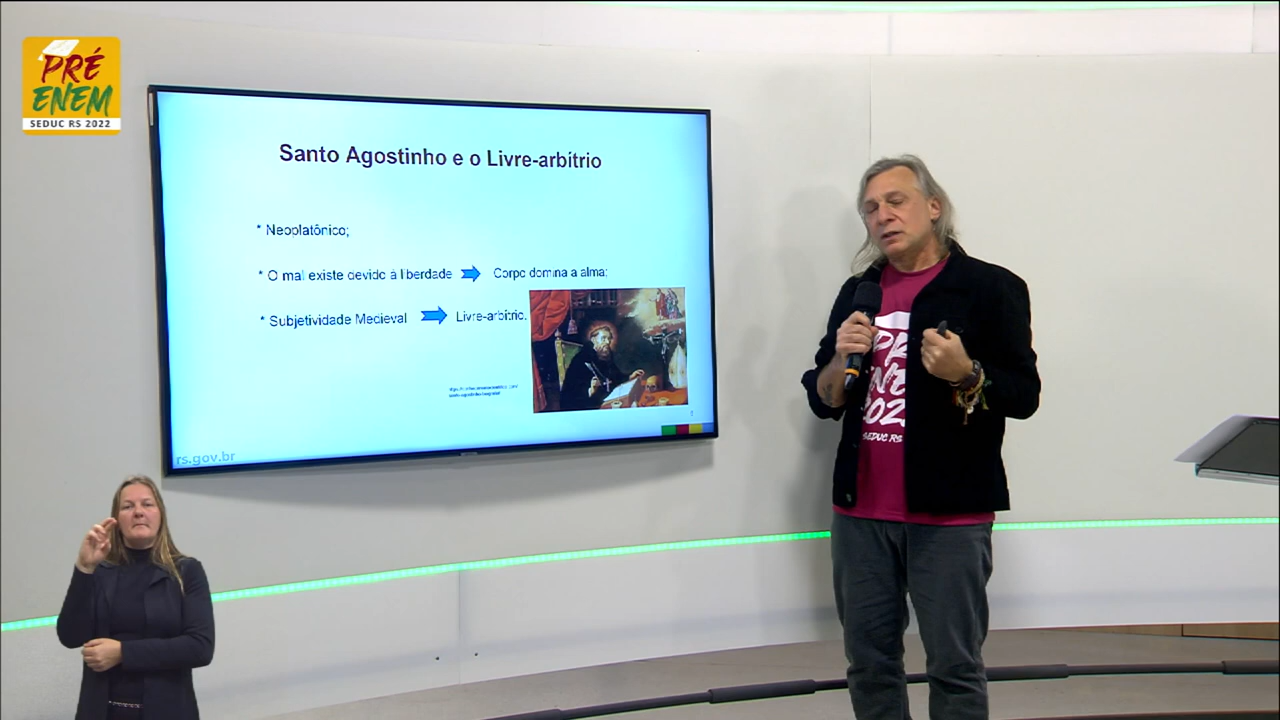 PRÉ
ENEM
SEDUC RS 2022
Santo Agostinho e o Livre-arbítrio
* Neoplatônico;
* O mal existe devido à liberdade Corpo domina a alma;
* Subjetividade Medieval Livre-arbítrio.
rs.gov.br
SEDUC RS